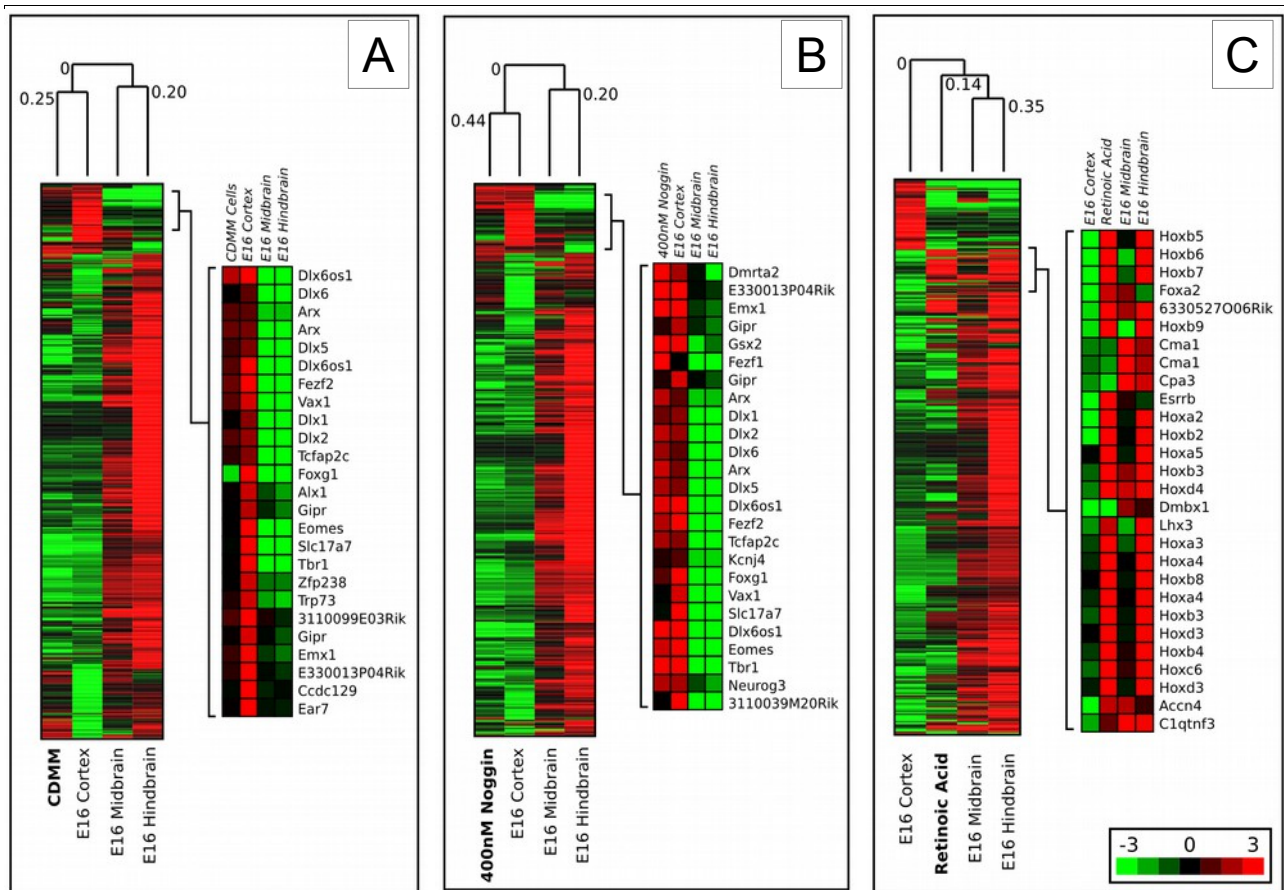 A
0
0.25
0.20
CDMM Cells
E16 Cortex
E16 Midbrain
E16 Hindbrain
Dlx6os1
Dlx6
Arx
Arx
Dlx5
Dlx6os1
Fezf2
Vax1
Dlx1
Dlx2
Tcfap2c
Foxg1
Alx1
Gipr
Eomes
Slc17a7
Tbr1
Zfp238
Trp73
3110099E03Rik
Gipr
Emx1
E330013P04Rik
Ccdc129
Ear7
CDMM
E16 Cortex
E16 Midbrain
E16 Hindbrain
B
0
0.44
0.20
400nM Noggin
E16 Cortex
E16 Midbrain
E16 Hindbrain
Dmrta2
E330013P04Rik
Emx1
Gipr
Gsx2
Fezf1
Gipr
Arx
Dlx1
Dlx2
Dlx6
Arx
Dlx5
Dlx6os1
Fezf2
Tcfap2c
Kcnj4
Foxg1
Vax1
Slc17a7
Dlx6os1
Eomes
Tbr1
Neurog3
3110039M20Rik
400nM Noggin
E16 Cortex
E16 Midbrain
E16 Hindbrain
C
0
0.14
0.35
E16 Cortex
Retinoic Acid
E16 Midbrain
E16 Hindbrain
Hoxb5
Hoxb6
Hoxb7
Foxa2
6330527O06Rik
Hoxb9
Cma1
Cma1
Cpa3
Esrrb
Hoxa2
Hoxb2
Hoxa5
Hoxb3
Hoxd4
Dmbx1
Lhx3
Hoxa3
Hoxa4
Hoxb8
Hoxa4
Hoxb3
Hoxd3
Hoxb4
Hoxc6
Hoxd3
Accn4
C1qtnf3
E16 Cortex
Retinoic Acid
E16 Midbrain
E16 Hindbrain
-3 0 3